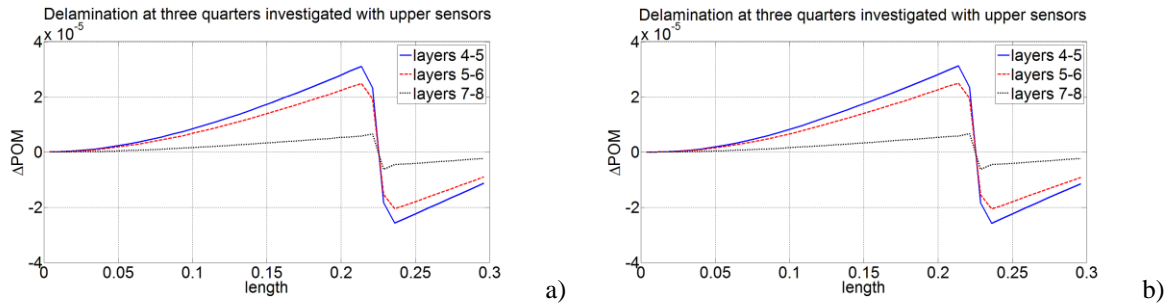 Delamination at three quarters investigated with upper sensors
x 10⁻⁵
4
2
0
-2
-4
ΔPOM
0
0.05
0.1
0.15
0.2
0.25
0.3
length
layers 4-5
layers 5-6
layers 7-8
a)
Delamination at three quarters investigated with upper sensors
x 10⁻⁵
4
2
0
-2
-4
ΔPOM
0
0.05
0.1
0.15
0.2
0.25
0.3
length
layers 4-5
layers 5-6
layers 7-8
b)